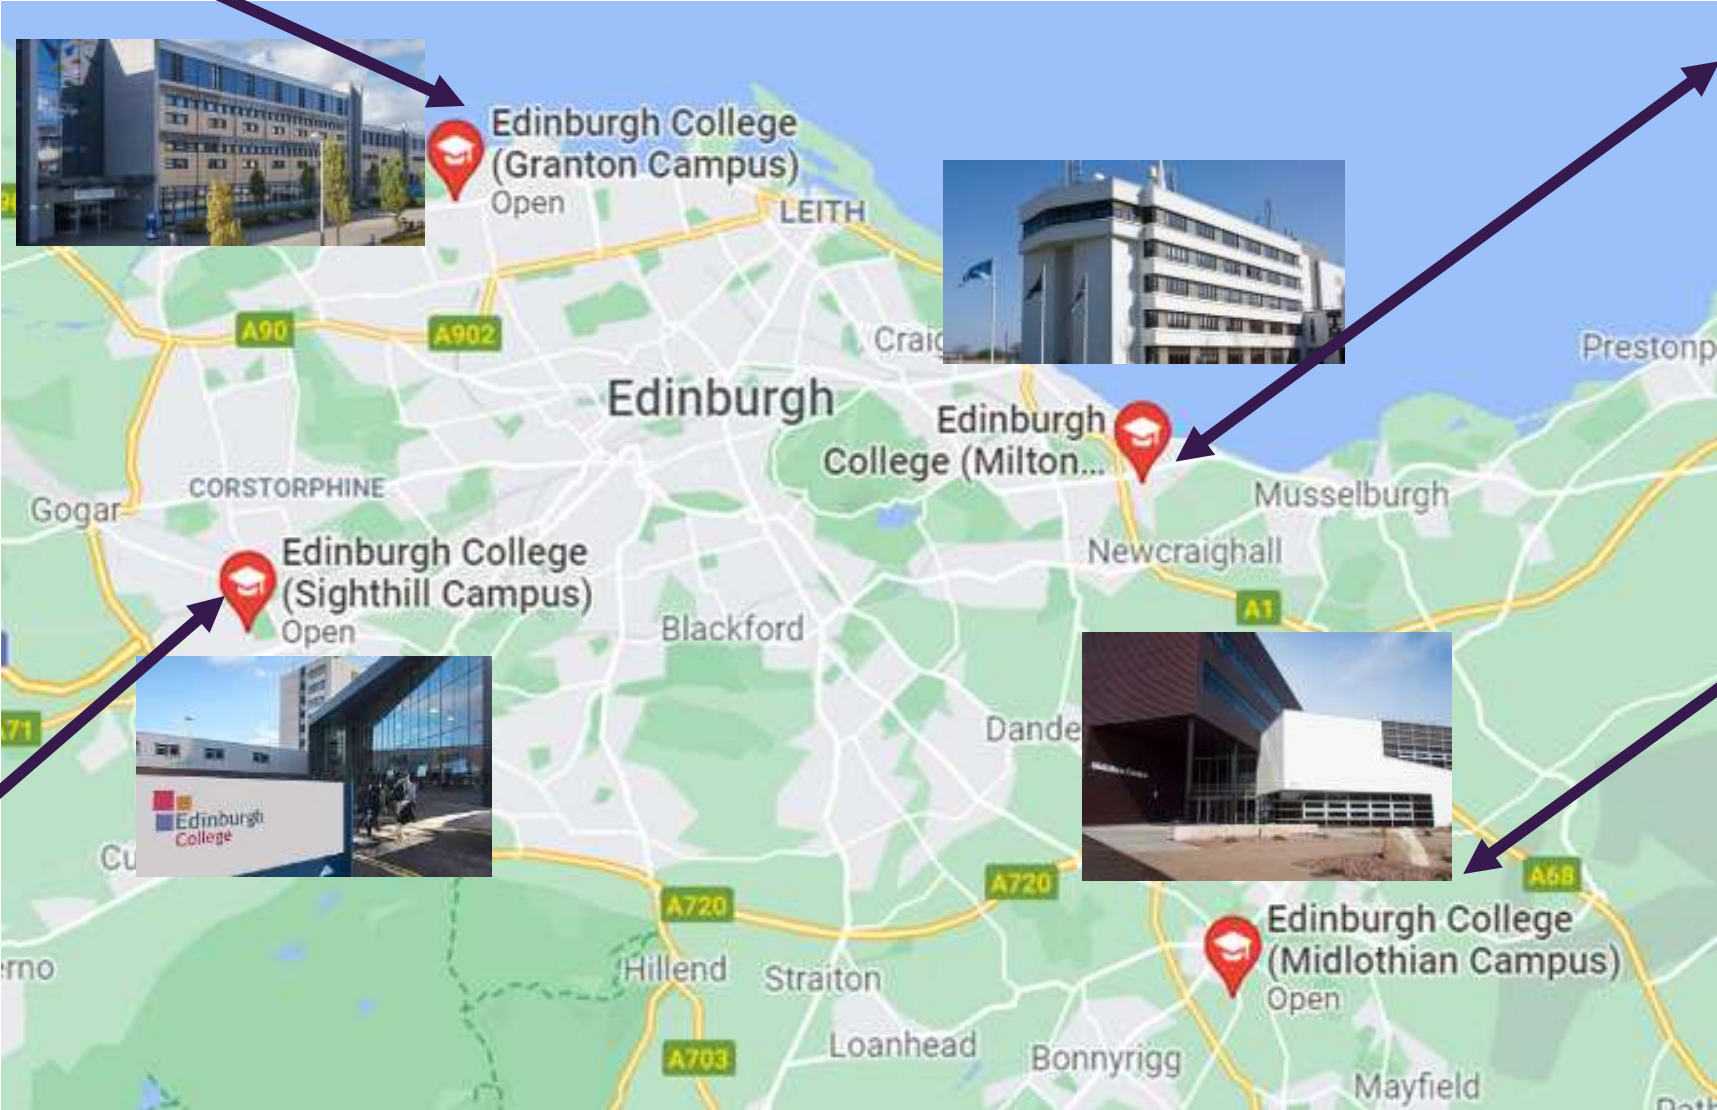 Edinburgh College
(Granton Campus)
Open
LEITH
A90
A902
Craig
Prestonp
Edinburgh
Edinburgh
College (Milton...
CORSTORPHINE
Gogar
Musselburgh
Newcraighall
Edinburgh College
(Sighthill Campus)
Open
A1
Blackford
A71
Dande
Edinburgh
College
Cu
A720
A720
A68
Edinburgh College
(Midlothian Campus)
Open
erno
Hillend
Straiton
Loanhead
Bonnyrigg
A703
Mayfield